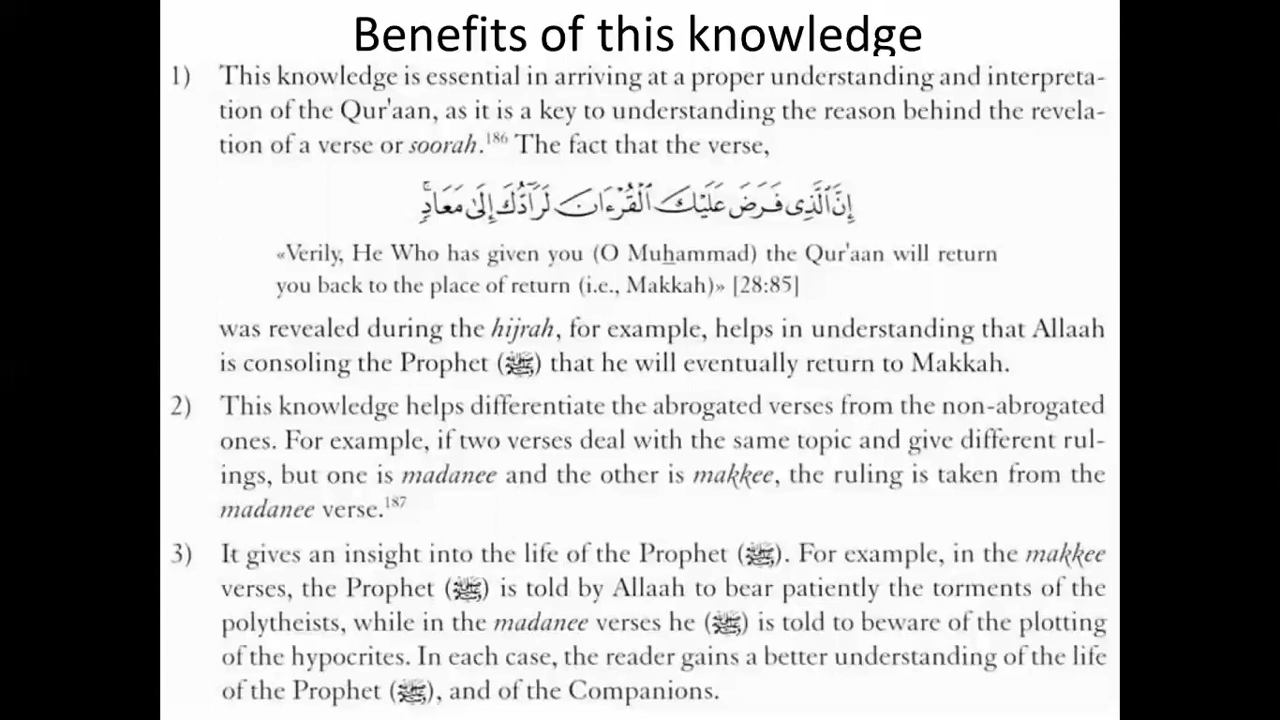 Benefits of this knowledge
1) This knowledge is essential in arriving at a proper understanding and interpreta-
tion of the Qur'aan, as it is a key to understanding the reason behind the revela-
tion of a verse or soorah.186 The fact that the verse,
إِنَّ ٱلَّذِى فَرَضَ عَلَيْكَ ٱلْقُرْءَانَ لَرَآدُّكَ إِلَىٰ مَعَادٍ ۚ
«Verily, He Who has given you (O Muhammad) the Qur'aan will return
you back to the place of return (i.e., Makkah)» [28:85]
was revealed during the hijrah, for example, helps in understanding that Allaah
is consoling the Prophet (ﷺ) that he will eventually return to Makkah.
2) This knowledge helps differentiate the abrogated verses from the non-abrogated
ones. For example, if two verses deal with the same topic and give different rul-
ings, but one is madanee and the other is makkee, the ruling is taken from the
madanee verse.187
3) It gives an insight into the life of the Prophet (ﷺ). For example, in the makkee
verses, the Prophet (ﷺ) is told by Allaah to bear patiently the torments of the
polytheists, while in the madanee verses he (ﷺ) is told to beware of the plotting
of the hypocrites. In each case, the reader gains a better understanding of the life
of the Prophet (ﷺ), and of the Companions.